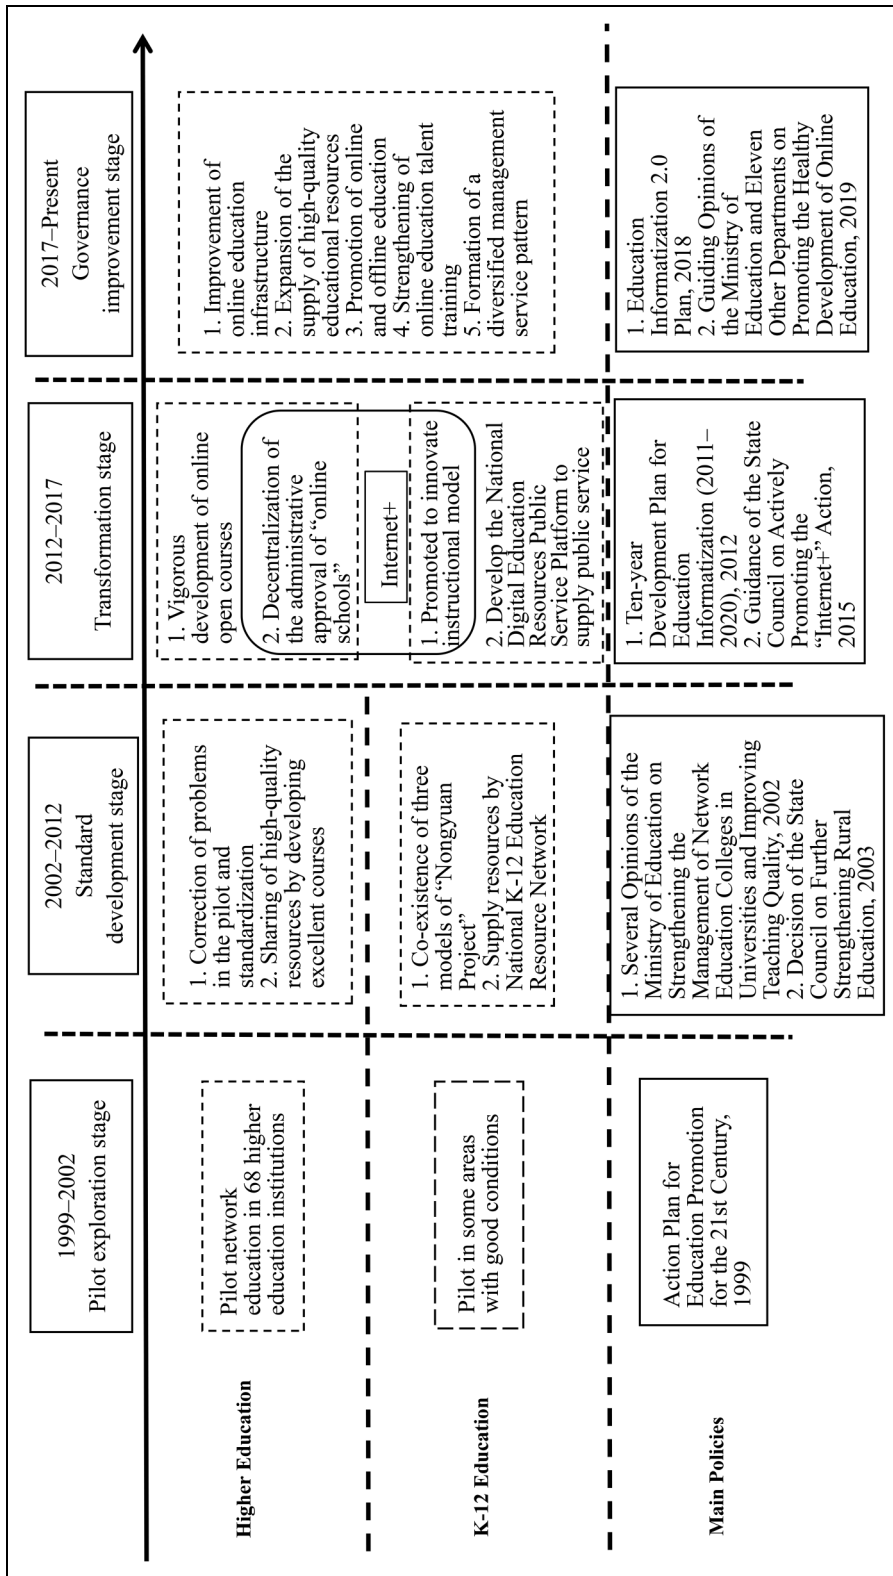 1999–2002
Pilot exploration stage
2002–2012
Standard
development stage
2012–2017
Transformation stage
2017–Present
Governance
improvement stage
Higher Education
Pilot network
education in 68 higher
education institutions
1. Correction of problems
in the pilot and
standardization
2. Sharing of high-quality
resources by developing
excellent courses
1. Vigorous
development of online
open courses
2. Decentralization of
the administrative
approval of “online
schools”
Internet+
1. Improvement of
online education
infrastructure
2. Expansion of the
supply of high-quality
educational resources
3. Promotion of online
and offline education
4. Strengthening of
online education talent
training
5. Formation of a
diversified management
service pattern
K-12 Education
Pilot in some areas
with good conditions
1. Co-existence of three
models of “Nongyuan
Project”
2. Supply resources by
National K-12 Education
Resource Network
1. Promoted to innovate
instructional model
2. Develop the National
Digital Education
Resources Public
Service Platform to
supply public service
Main Policies
Action Plan for
Education Promotion
for the 21st Century,
1999
1. Several Opinions of the
Ministry of Education on
Strengthening the
Management of Network
Education Colleges in
Universities and Improving
Teaching Quality, 2002
2. Decision of the State
Council on Further
Strengthening Rural
Education, 2003
1. Ten-year
Development Plan for
Education
Informatization (2011–
2020), 2012
2. Guidance of the State
Council on Actively
Promoting the
“Internet+” Action,
2015
1. Education
Informatization 2.0
Plan, 2018
2. Guiding Opinions of
the Ministry of
Education and Eleven
Other Departments on
Promoting the Healthy
Development of Online
Education, 2019